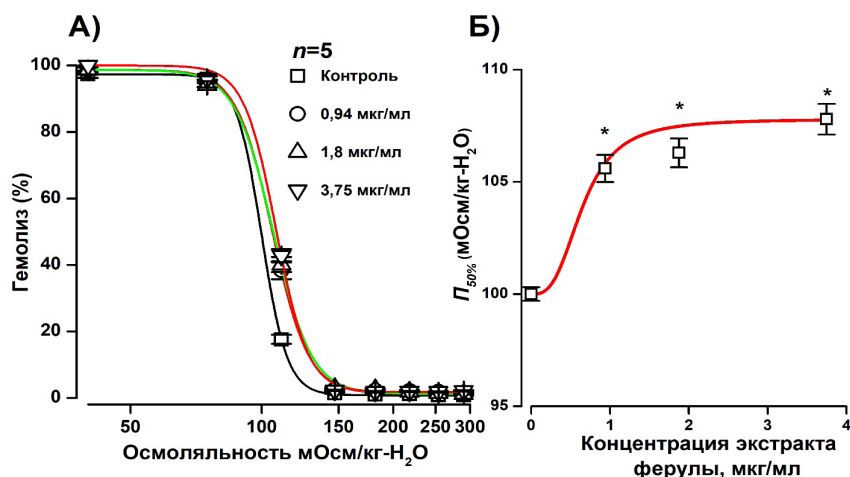 А)
n=5
Контроль
0,94 мкг/мл
1,8 мкг/мл
3,75 мкг/мл
Гемолиз (%)
100
80
60
40
20
0
50 100 150 200 250 300
Осмоляльность мОсм/кг-H₂O
Б)
П50% (мОсм/кг-H₂O)
110
105
100
95
* * *
0 1 2 3 4
Концентрация экстракта
ферулы, мкг/мл